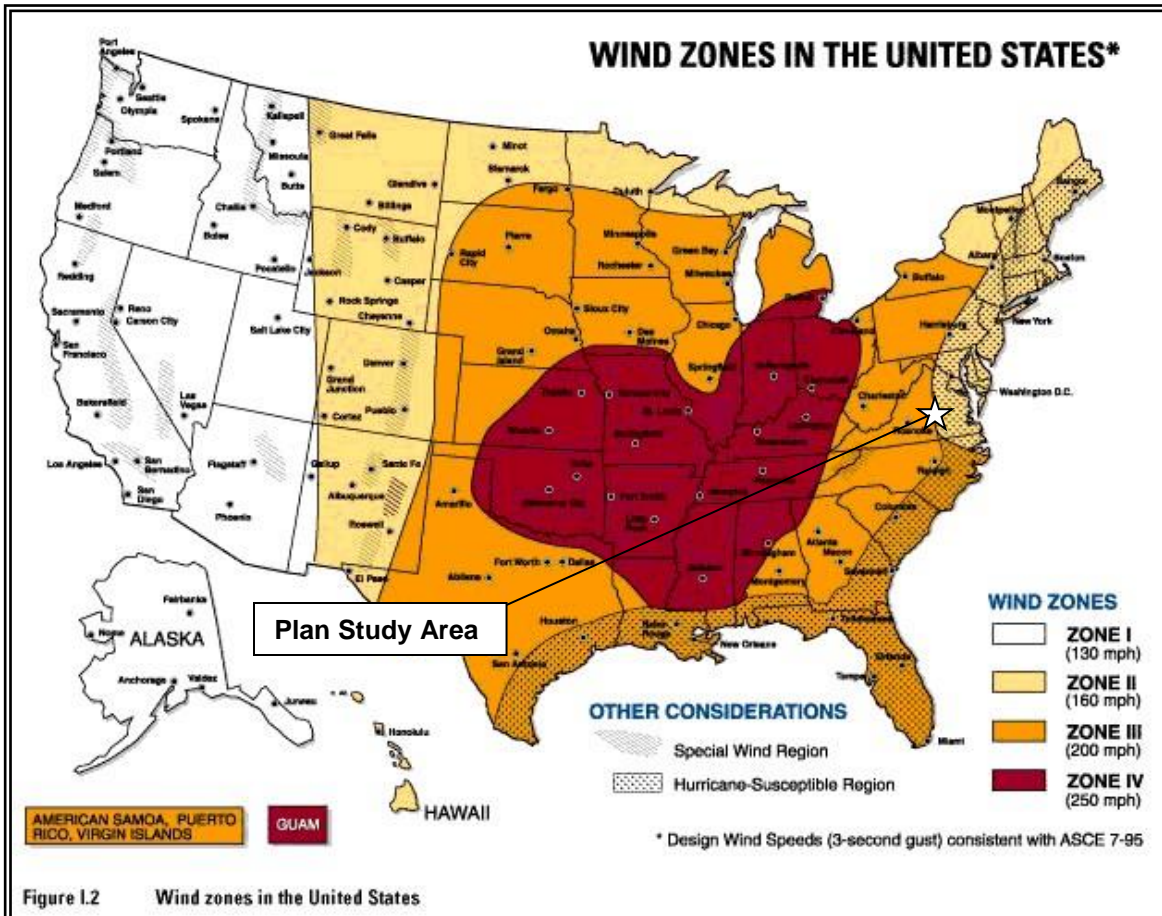 WIND ZONES IN THE UNITED STATES*
Port
Angeles
Seattle
Olympia
Spokane
Portland
Salem
Medford
Redding
Sacramento
San
Francisco
Reno
Carson City
Bakersfield
Las
Vegas
Los Angeles
San
Bernardino
San
Diego
Kalispell
Missoula
Butte
Challis
Boise
Pocatello
Jackson
Salt Lake City
Flagstaff
Phoenix
Great Falls
Glendive
Billings
Cody
Buffalo
Casper
Rock Springs
Cheyenne
Denver
Grand
Junction
Pueblo
Cortez
Gallup
Santa Fe
Albuquerque
Roswell
El Paso
Minot
Bismarck
Fargo
Duluth
Pierre
Rapid
City
Minneapolis
Rochester
Green Bay
Milwaukee
Sioux City
Omaha
Des
Moines
Chicago
Grand
Island
Springfield
Amarillo
Fort Smith
Fort Worth
Dallas
Abilene
Houston
San Antonio
Baton
Rouge
New Orleans
Birmingham
Montgomery
Atlanta
Macon
Savannah
Columbia
Raleigh
Roanoke
Charleston
Harrisburg
Buffalo
Albany
Montpelier
Bangor
Boston
New York
Washington D.C.
Tallahassee
Orlando
Tampa
Miami
Plan Study Area
Fairbanks
Nome
ALASKA
Anchorage
Valdez
Juneau
Honolulu
HAWAII
AMERICAN SAMOA, PUERTO
RICO, VIRGIN ISLANDS
GUAM
OTHER CONSIDERATIONS
Special Wind Region
Hurricane-Susceptible Region
WIND ZONES
ZONE I
(130 mph)
ZONE II
(160 mph)
ZONE III
(200 mph)
ZONE IV
(250 mph)
* Design Wind Speeds (3-second gust) consistent with ASCE 7-95
Figure I.2 Wind zones in the United States